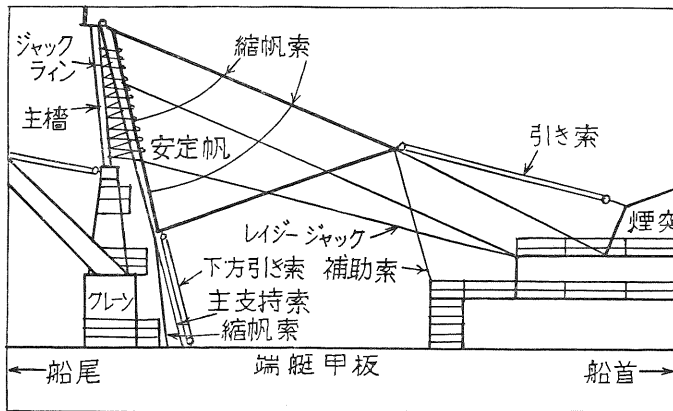 ジャック
ライン
縮帆索
主檣
安定帆
引き索
煙突
レイジージャック
下方引き索
補助索
主支持索
クレーン
縮帆索
端艇甲板
船尾
船首